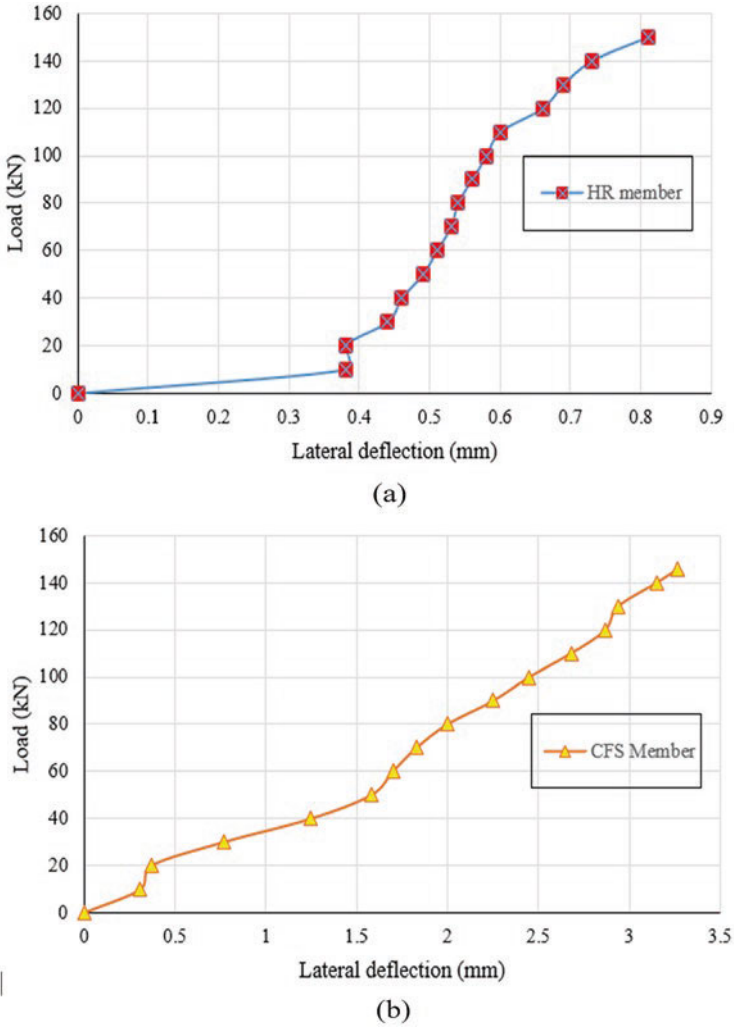 160
140
120
100
80
60
40
20
0
Load (kN)
HR member
0 0.1 0.2 0.3 0.4 0.5 0.6 0.7 0.8 0.9
Lateral deflection (mm)
(a)
160
140
120
100
80
60
40
20
0
Load (kN)
CFS Member
0 0.5 1 1.5 2 2.5 3 3.5
Lateral deflection (mm)
(b)